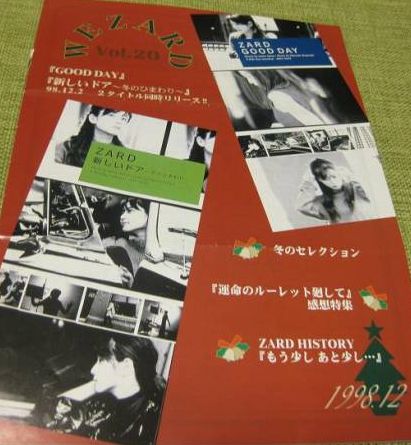 WEZARD
Vol.20
『GOOD DAY』
『新しいドア～冬のひまわり～』
98.12.2 2タイトル同時リリース!!
ZARD
GOOD DAY
ZARD
新しいドア
冬のセレクション
『運命のルーレット廻して』
感想特集
ZARD HISTORY
『もう少し あと少し…』
1998.12